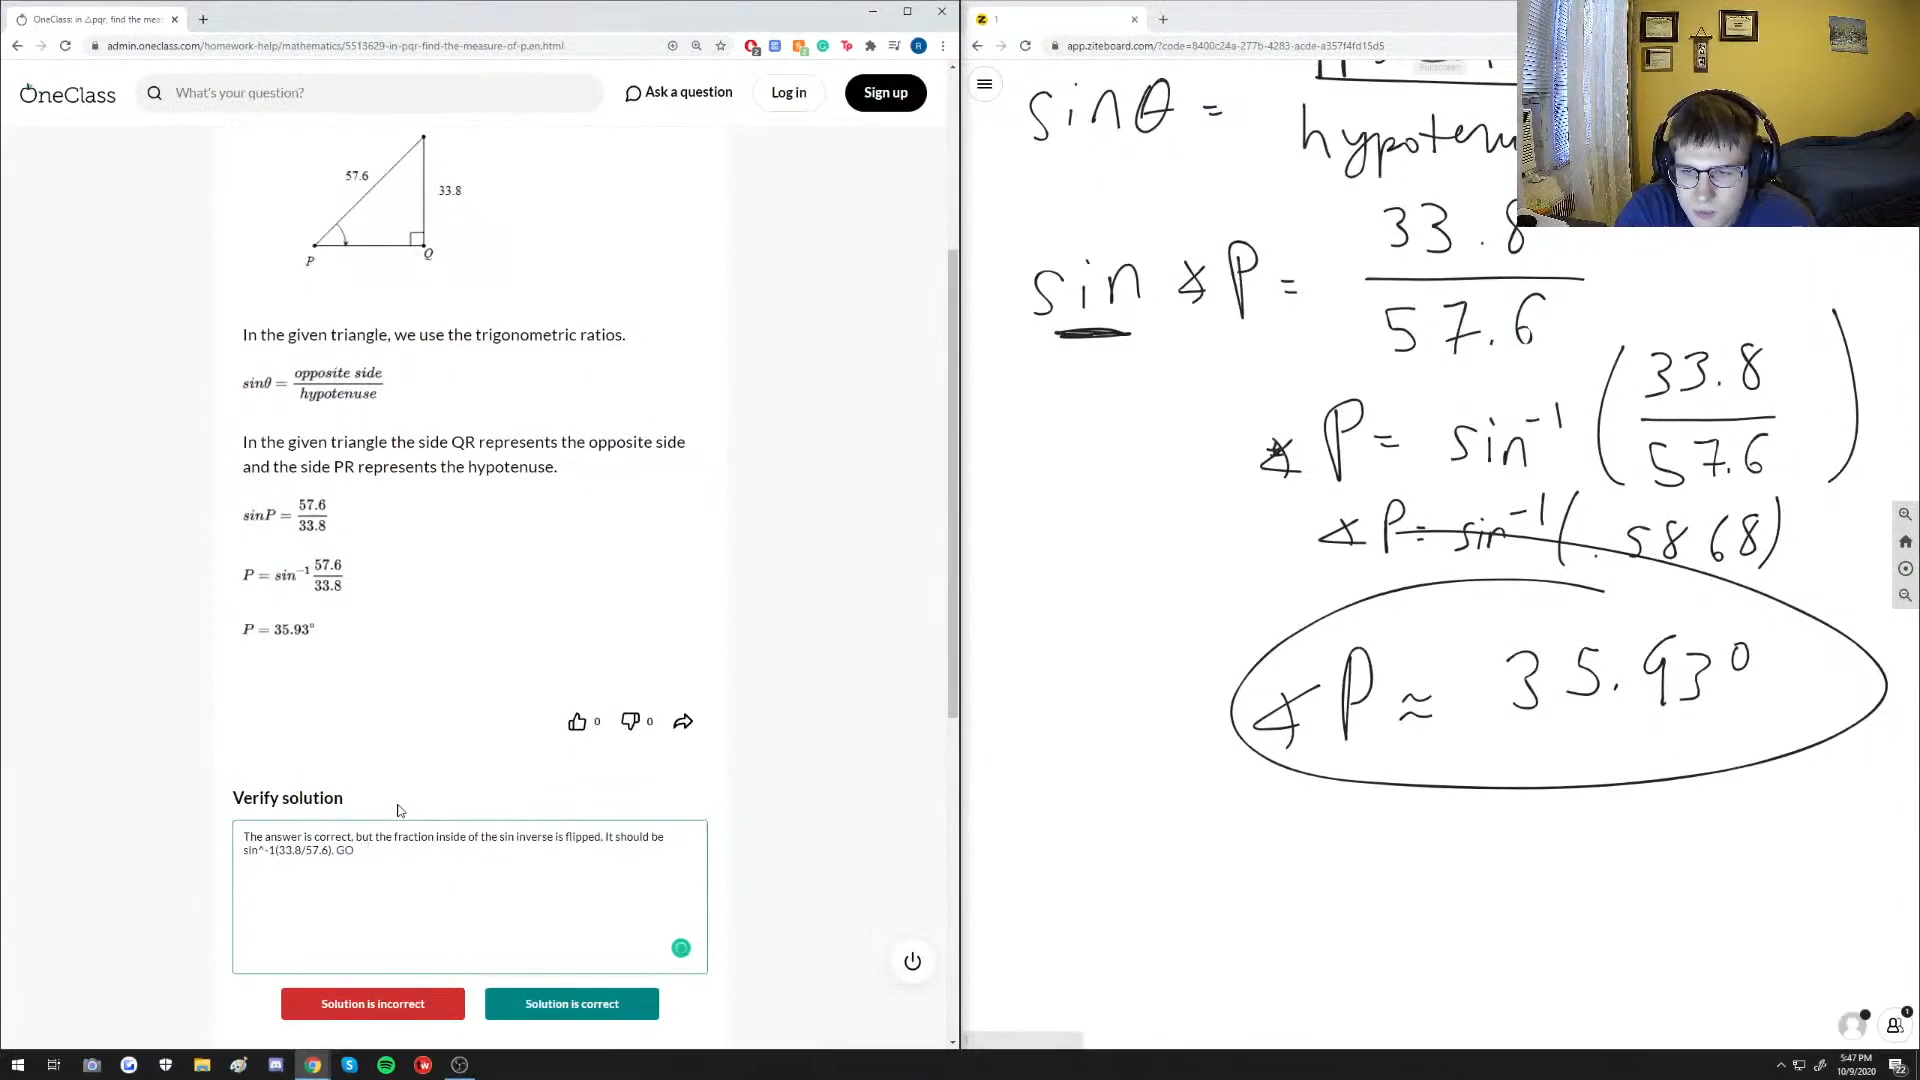 OneClass: in △pqr, find the mea
admin.oneclass.com/homework-help/mathematics/5513629-in-pqr-find-the-measure-of-p.en.html
OneClass
What's your question?
Ask a question
Log in
Sign up
57.6
33.8
P
Q
In the given triangle, we use the trigonometric ratios.
sinθ = opposite side / hypotenuse
In the given triangle the side QR represents the opposite side
and the side PR represents the hypotenuse.
sinP = 57.6 / 33.8
P = sin⁻¹ 57.6 / 33.8
P = 35.93°
0
0
Verify solution
The answer is correct, but the fraction inside of the sin inverse is flipped. It should be
sin^-1(33.8/57.6). GO
Solution is incorrect
Solution is correct
1
app.ziteboard.com/?code=8400c24a-277b-4283-acde-a357f4fd15d5
Fullscreen
sinθ =
hypotenu
sin ∡P = 33.8 / 57.6
∡P = sin⁻¹ (33.8 / 57.6)
∡P = sin⁻¹(.5868)
∡P ≈ 35.93°
1
5:47 PM
10/9/2020
22